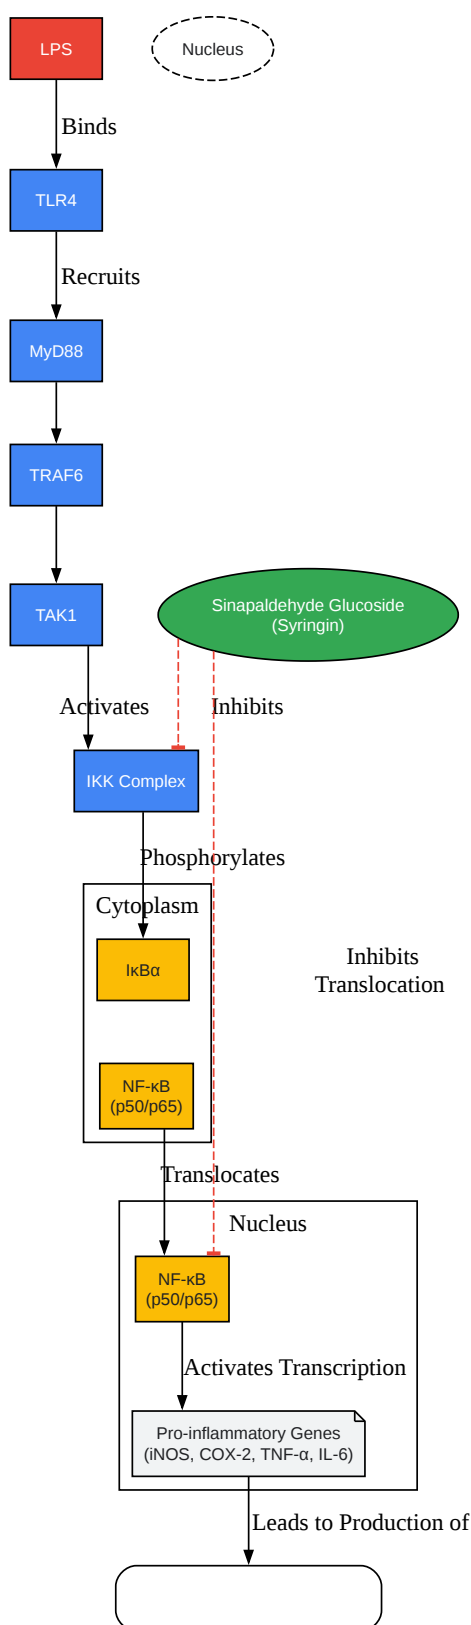 LPS
Nucleus
Binds
TLR4
Recruits
MyD88
TRAF6
TAK1
Sinapaldehyde Glucoside
(Syringin)
Activates
Inhibits
IKK Complex
Phosphorylates
Cytoplasm
IκBα
Inhibits
Translocation
NF-κB
(p50/p65)
Translocates
Nucleus
NF-κB
(p50/p65)
Activates Transcription
Pro-inflammatory Genes
(iNOS, COX-2, TNF-α, IL-6)
Leads to Production of